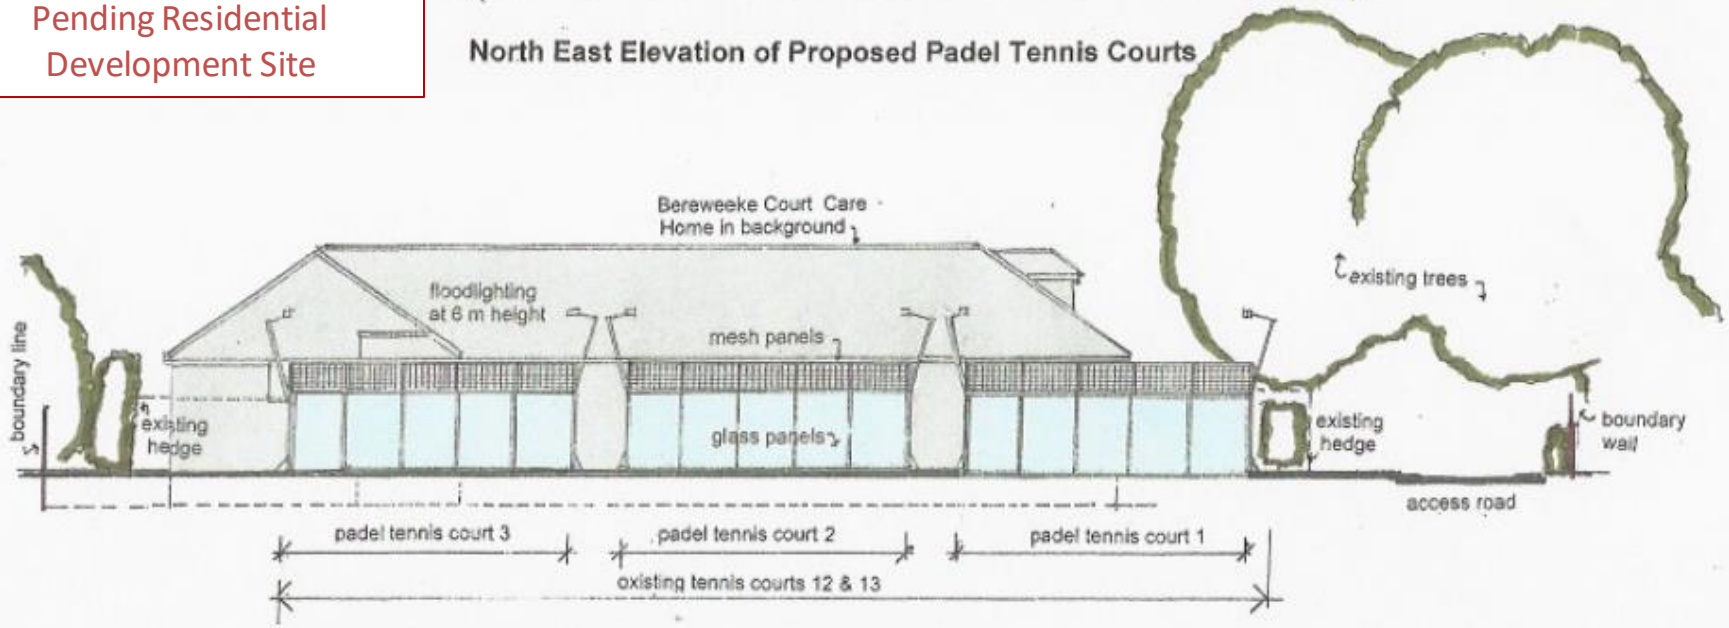 Pending Residential
Development Site
North East Elevation of Proposed Padel Tennis Courts
Bereweeke Court Care
Home in background
existing trees
floodlighting
at 6 m height
mesh panels
boundary line
existing
hedge
glass panels
existing
hedge
boundary
wall
access road
padel tennis court 3
padel tennis court 2
padel tennis court 1
existing tennis courts 12 & 13